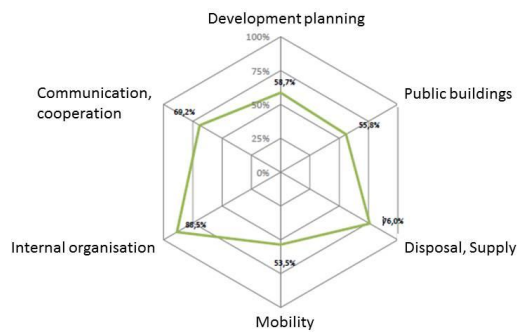 Development planning
100%
75%
58,7%
50%
25%
0%
Communication,
cooperation
69,2%
Public buildings
55,8%
76,0%
88,5%
Internal organisation
Disposal, Supply
53,5%
Mobility